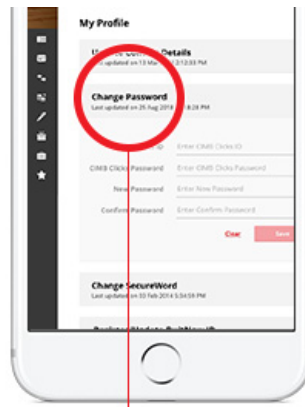 My Profile
Details
Last updated on 13 2:12:33 PM
Change Password
Last updated on 25 Aug 2018 8:28 PM
ID Enter CIMB Clicks ID
CIMB Clicks Password Enter CIMB Clicks Password
New Password Enter New Password
Confirm Password Enter Confirm Password
Clear Save
Change SecureWord
Last updated on 03 Feb 2014 5:34:59 PM